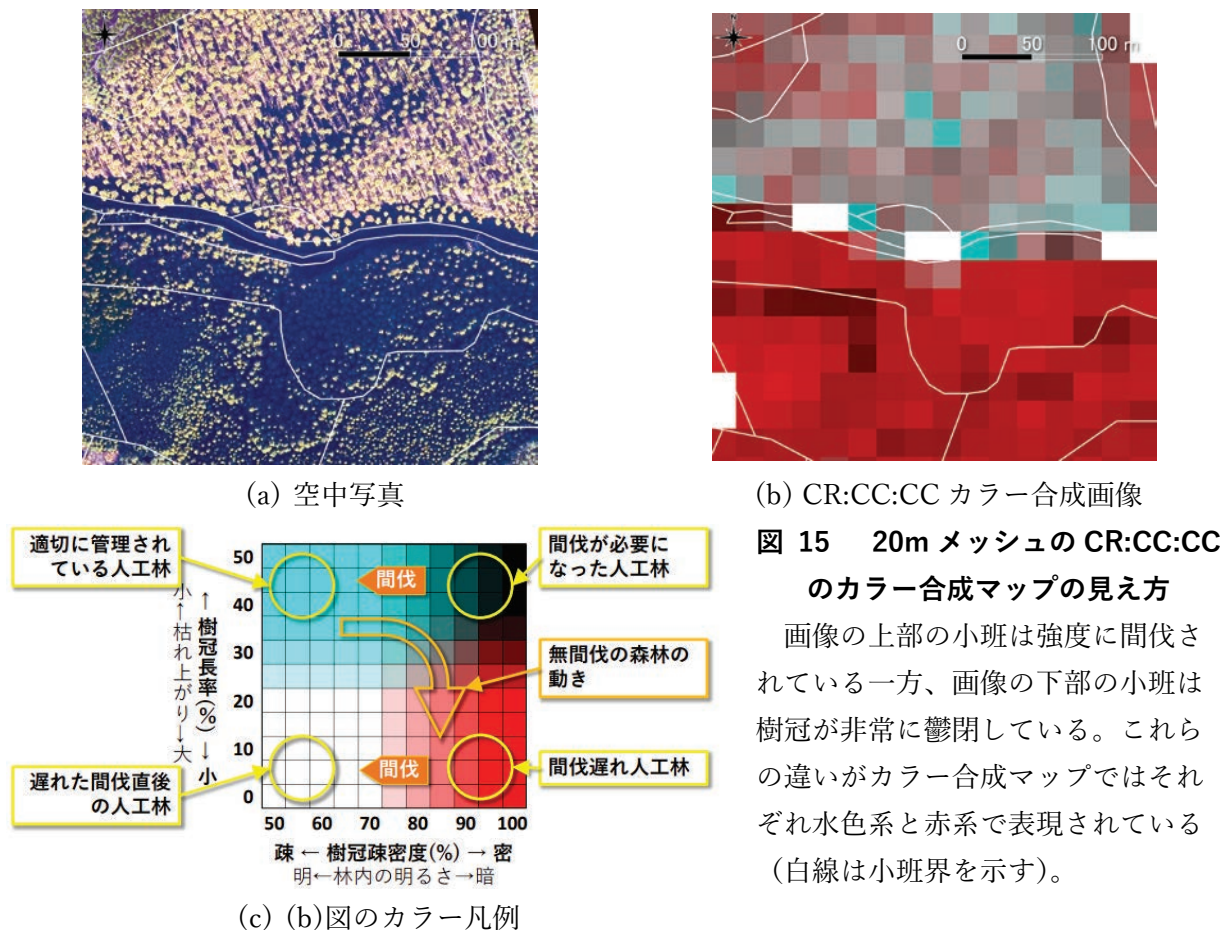 0 50 100 m
N
0 50 100 m
(a) 空中写真
(b) CR:CC:CC カラー合成画像
適切に管理され
ている人工林
間伐が必要に
なった人工林
無間伐の森林の
動き
間伐遅れ人工林
遅れた間伐直後
の人工林
間伐
間伐
小←枯れ上がり→大
←樹冠長率(%)→小
50
40
30
20
10
0
50 60 70 80 90 100
疎 ← 樹冠疎密度(%) → 密
明←林内の明るさ→暗
(c) (b)図のカラー凡例
図 15 20m メッシュの CR:CC:CC
のカラー合成マップの見え方
画像の上部の小班は強度に間伐さ
れている一方、画像の下部の小班は
樹冠が非常に鬱閉している。これら
の違いがカラー合成マップではそれ
ぞれ水色系と赤系で表現されている
（白線は小班界を示す）。